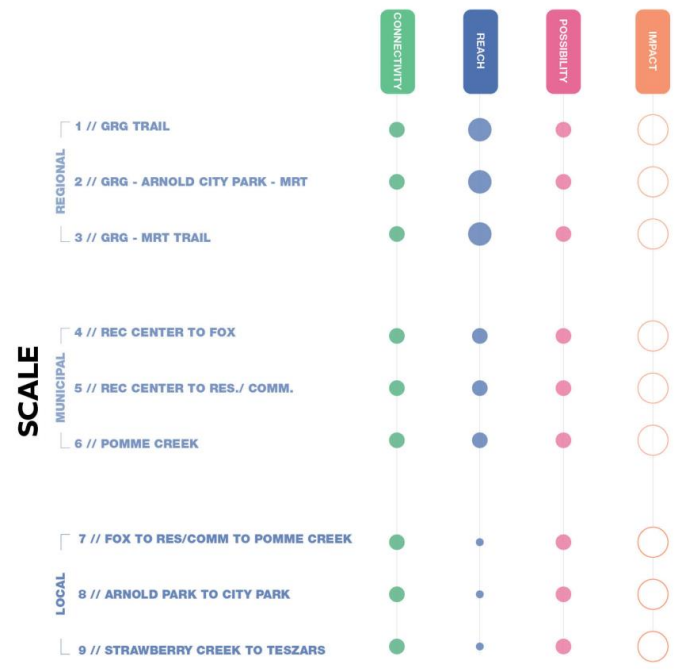 CONNECTIVITY
REACH
POSSIBILITY
IMPACT
SCALE
REGIONAL
1 // GRG TRAIL
2 // GRG - ARNOLD CITY PARK - MRT
3 // GRG - MRT TRAIL
MUNICIPAL
4 // REC CENTER TO FOX
5 // REC CENTER TO RES./ COMM.
6 // POMME CREEK
LOCAL
7 // FOX TO RES/COMM TO POMME CREEK
8 // ARNOLD PARK TO CITY PARK
9 // STRAWBERRY CREEK TO TESZARS